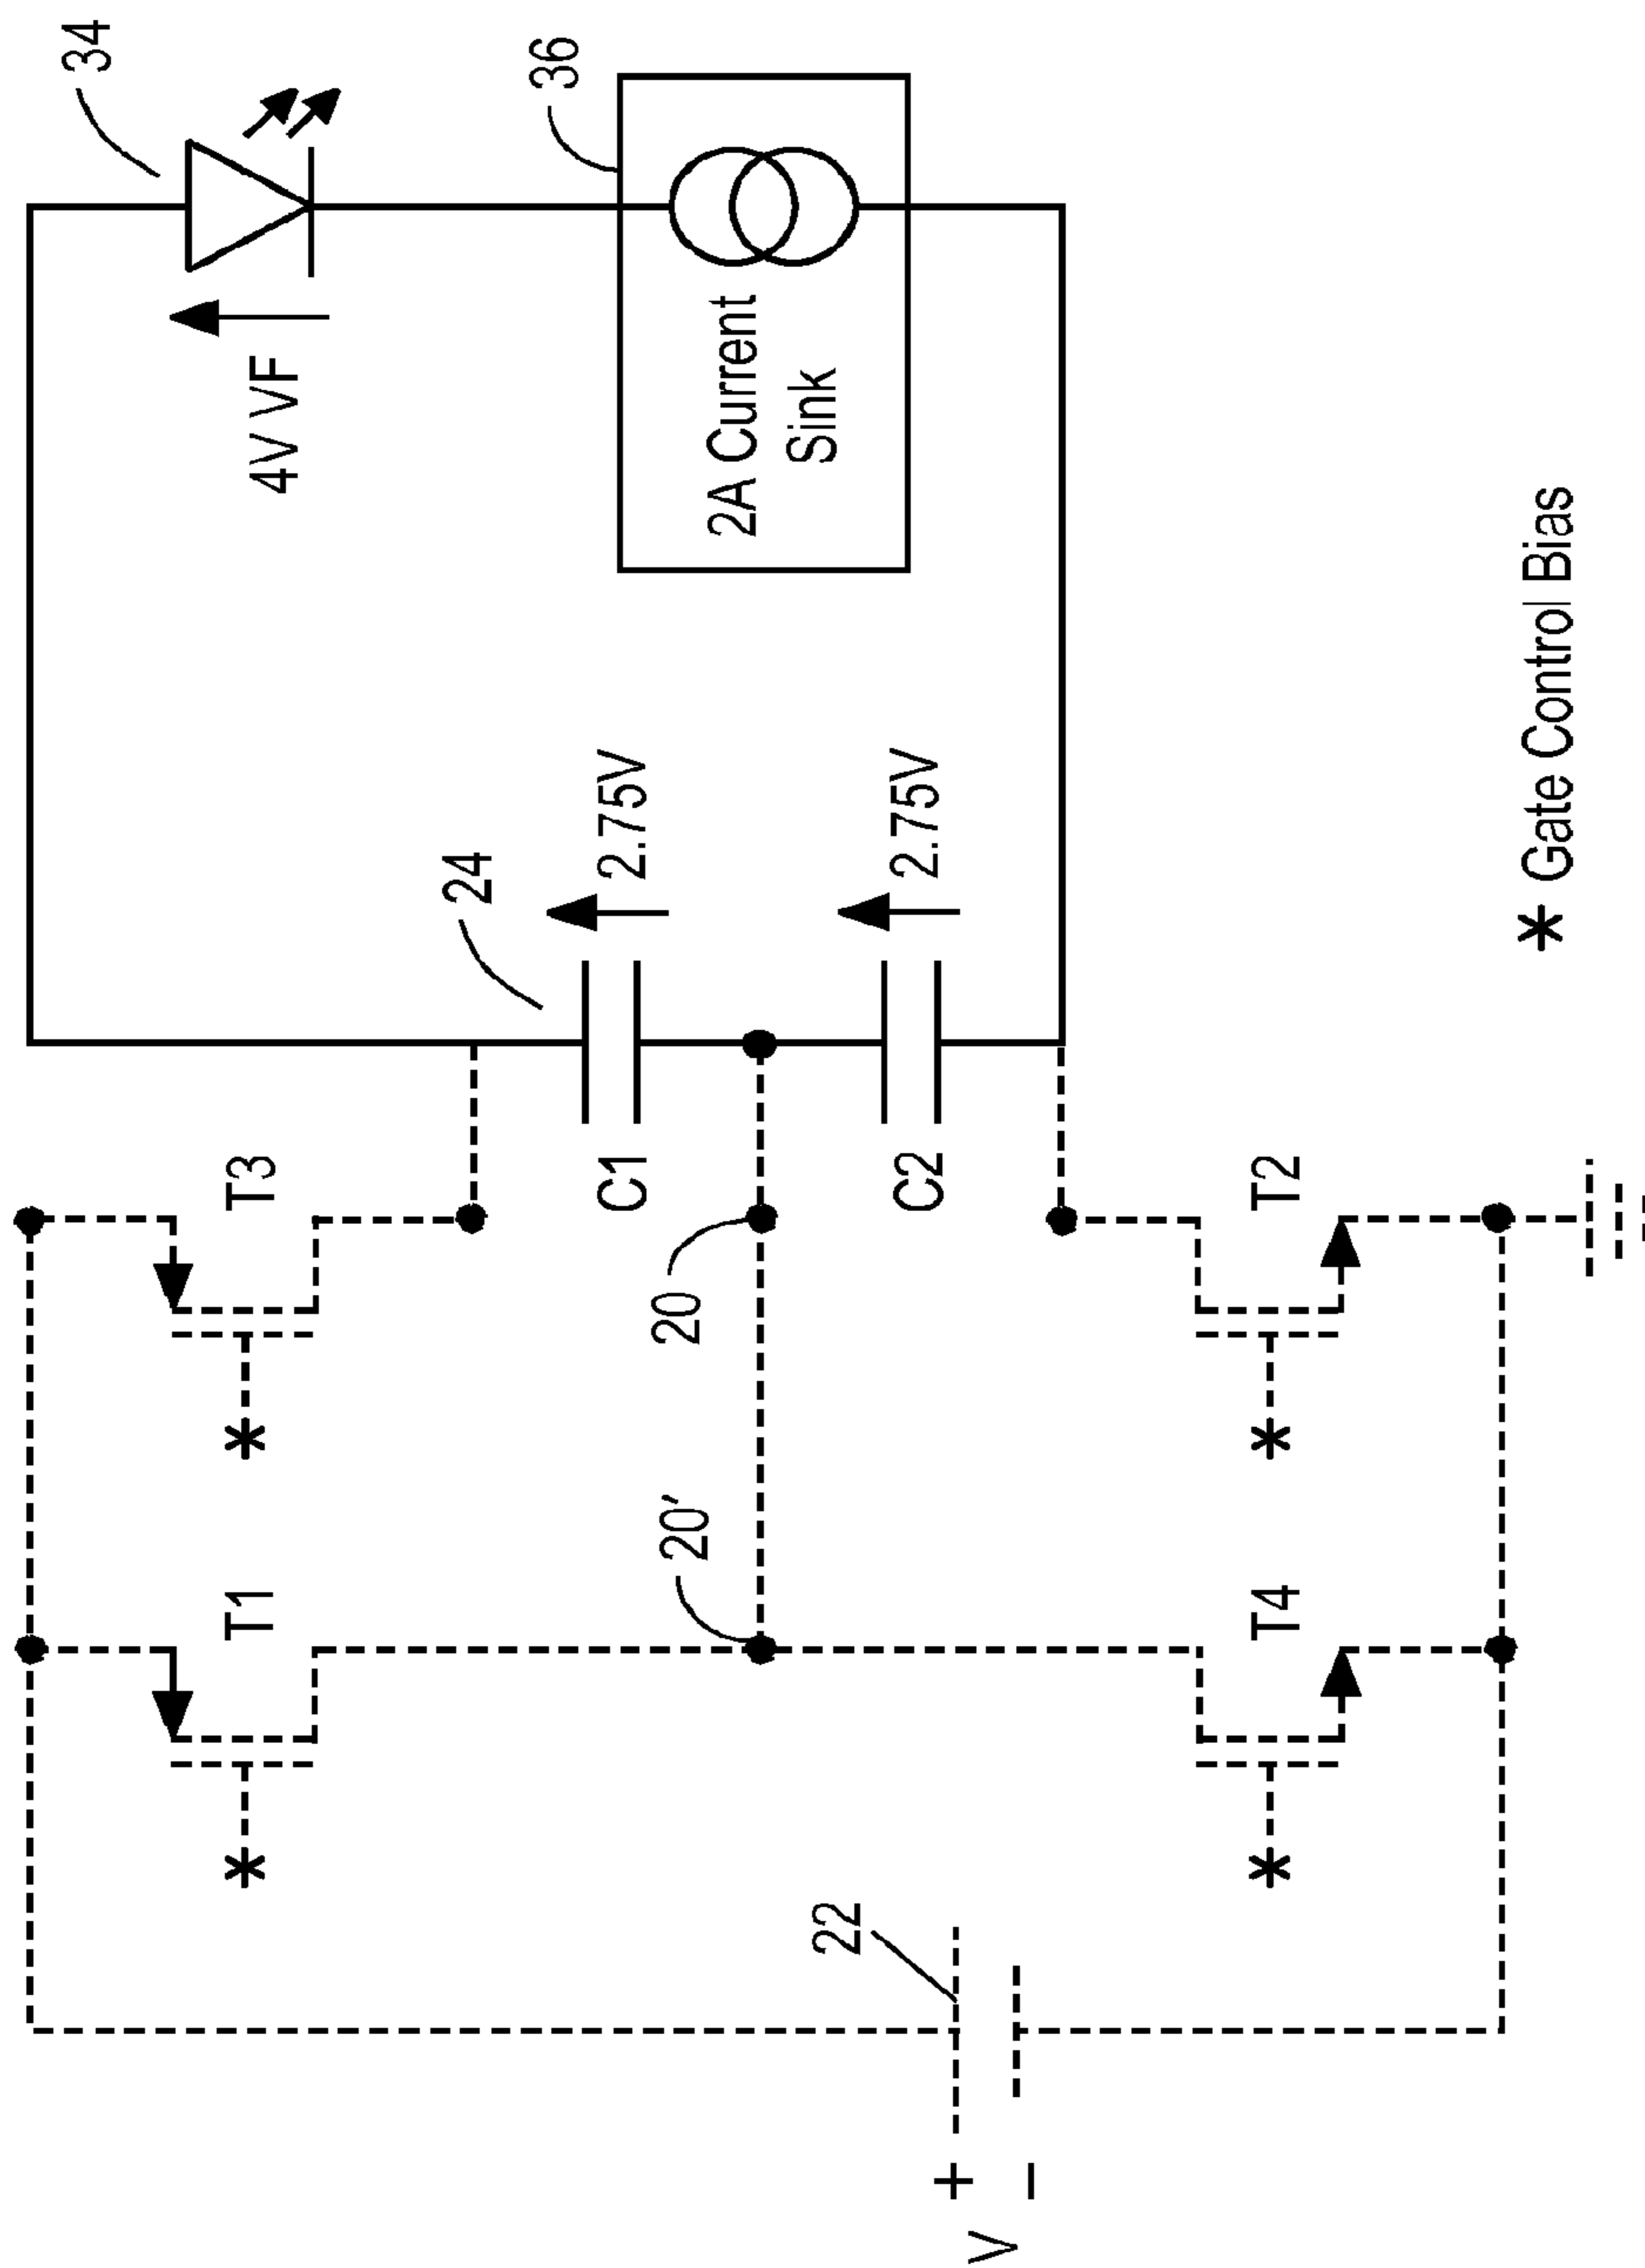 34
4V VF
36
2A Current
Sink
24
2.75V
2.75V
C1
C2
T3
T2
20
20'
T1
T4
*
*
*
*
22
V
+
–
* Gate Control Bias